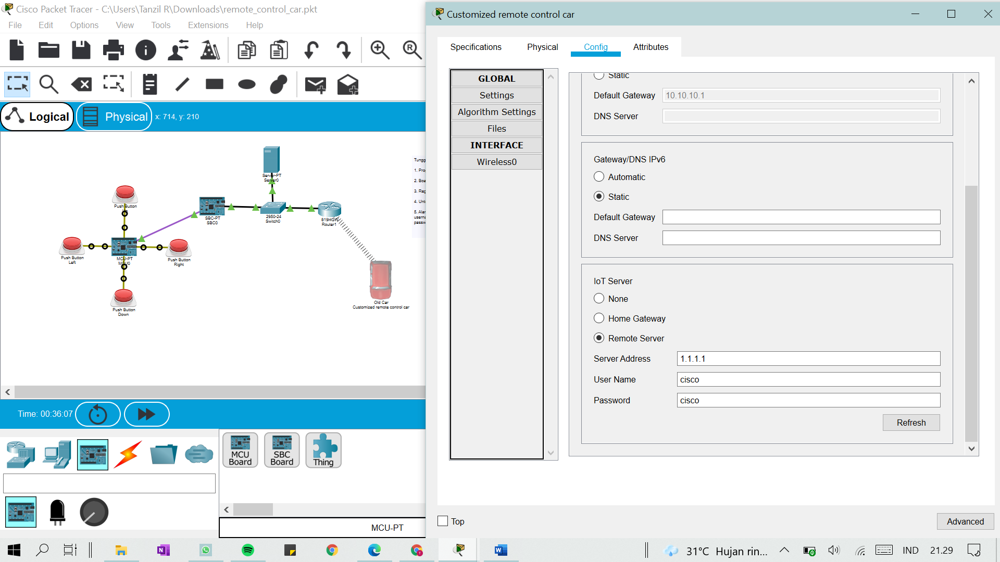 Cisco Packet Tracer - C:\Users\Tanzil R\Downloads\remote_control_car.pkt
File Edit Options View Tools Extensions Help
Logical
Physical
x: 714, y: 210
Server-PT
Server0
Push Button
SBC-PT
SBC0
2950-24
Switch0
819HGW
Router1
Push Button
Left
MCU-PT
MCU0
Push Button
Right
Push Button
Down
Old Car
Customized remote control car
Tungg
1. Pro
2. Boa
3. Reg
4. Unt
5. Alar
userna
passw
Time: 00:36:07
MCU
Board
SBC
Board
Thing
MCU-PT
Customized remote control car
Specifications Physical Config Attributes
GLOBAL
Settings
Algorithm Settings
Files
INTERFACE
Wireless0
Static
Default Gateway 10.10.10.1
DNS Server
Gateway/DNS IPv6
Automatic
Static
Default Gateway
DNS Server
IoT Server
None
Home Gateway
Remote Server
Server Address 1.1.1.1
User Name cisco
Password cisco
Refresh
Top
Advanced
31°C Hujan rin...
IND
21.29